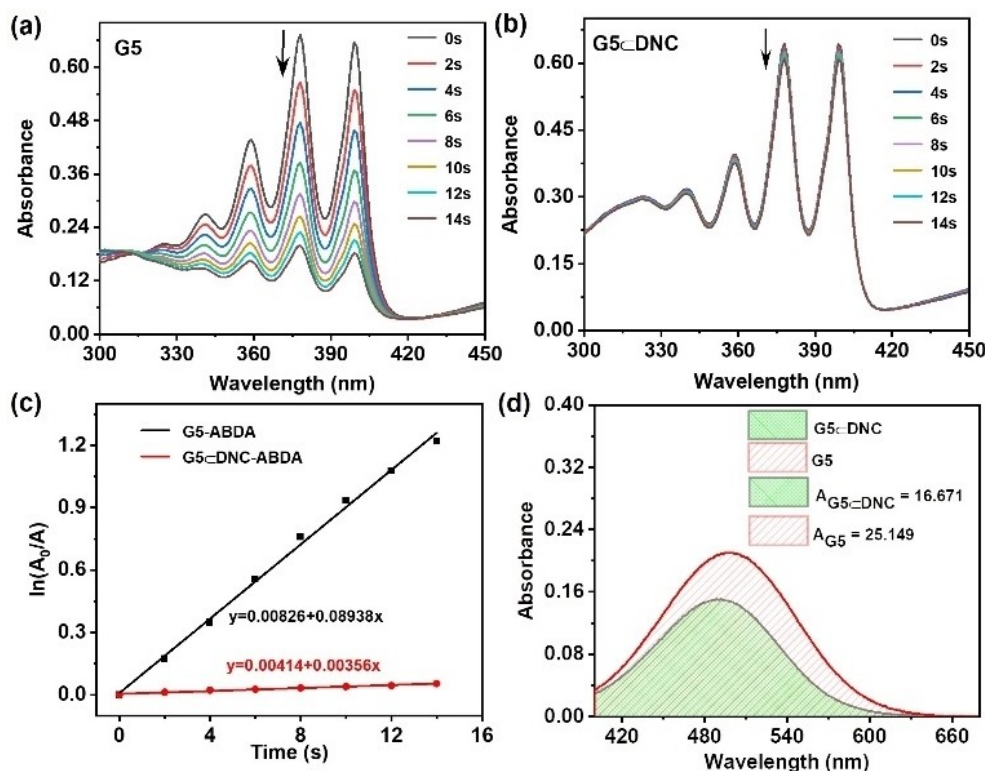 (a)
G5
0s
2s
4s
6s
8s
10s
12s
14s
0.60
0.48
0.36
0.24
0.12
0.00
Absorbance
300 330 360 390 420 450
Wavelength (nm)
(b)
G5⊂DNC
0s
2s
4s
6s
8s
10s
12s
14s
0.60
0.45
0.30
0.15
0.00
Absorbance
300 330 360 390 420 450
Wavelength (nm)
(c)
G5-ABDA
G5⊂DNC-ABDA
1.2
0.9
0.6
0.3
0.0
ln(A₀/A)
y=0.00826+0.08938x
y=0.00414+0.00356x
0 4 8 12 16
Time (s)
(d)
G5⊂DNC
G5
A G5⊂DNC = 16.671
A G5 = 25.149
0.40
0.32
0.24
0.16
0.08
0.00
Absorbance
420 480 540 600 660
Wavelength (nm)